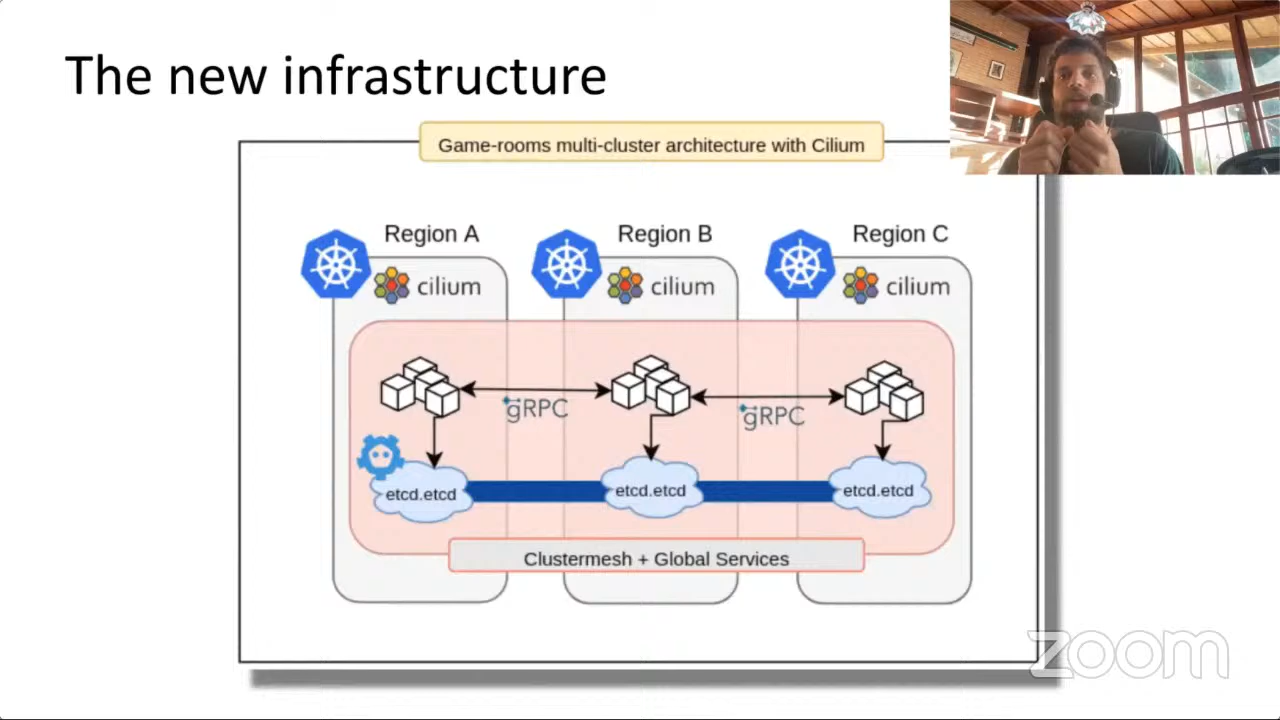 The new infrastructure
Game-rooms multi-cluster architecture with Cilium
Region A
Region B
Region C
cilium
cilium
cilium
gRPC
gRPC
etcd.etcd
etcd.etcd
etcd.etcd
Clustermesh + Global Services
zoom